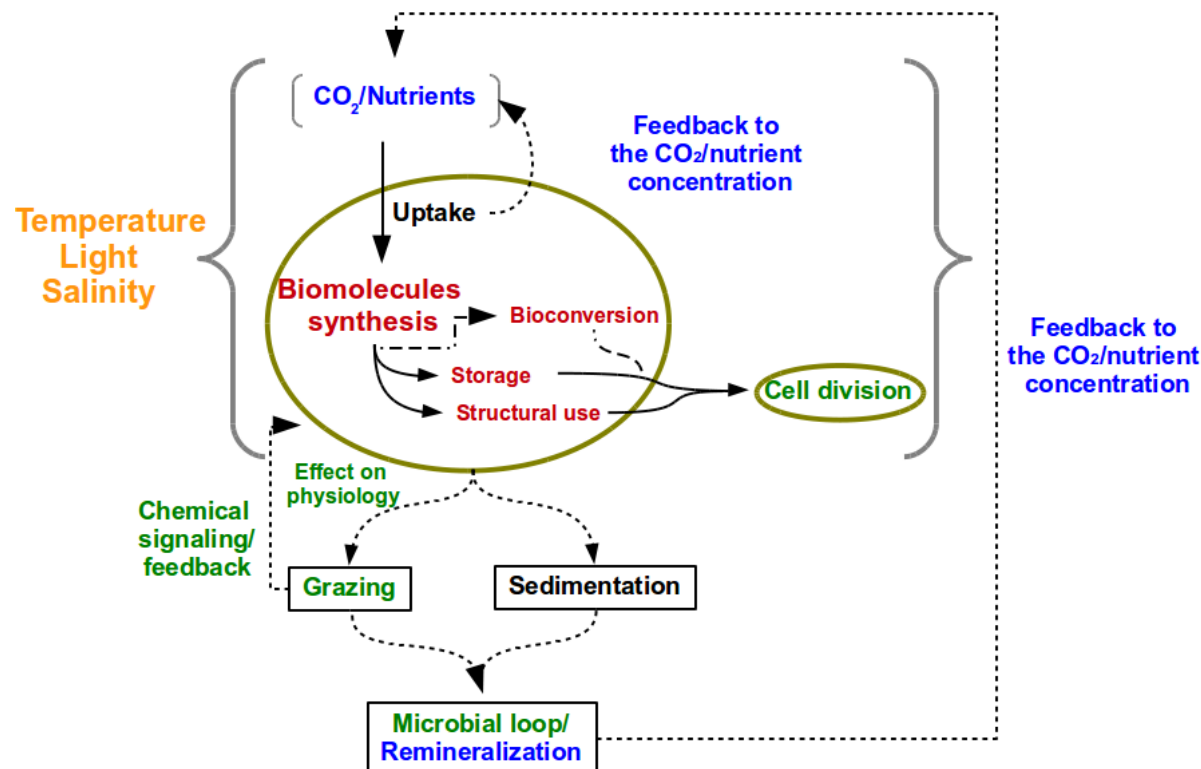 CO₂/Nutrients
Feedback to
the CO₂/nutrient
concentration
Temperature
Light
Salinity
Uptake
Biomolecules
synthesis
Bioconversion
Storage
Structural use
Cell division
Feedback to
the CO₂/nutrient
concentration
Effect on
physiology
Chemical
signaling/
feedback
Grazing
Sedimentation
Microbial loop/
Remineralization